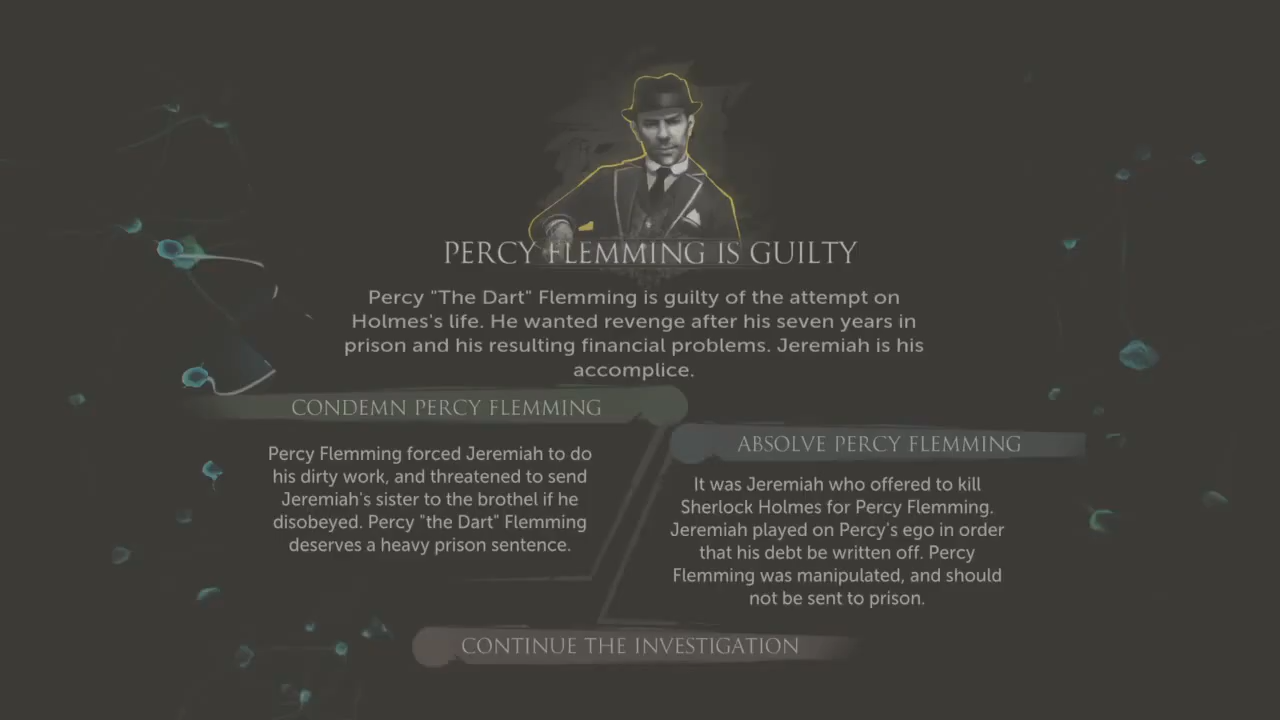 PERCY FLEMMING IS GUILTY
Percy "The Dart" Flemming is guilty of the attempt on
Holmes's life. He wanted revenge after his seven years in
prison and his resulting financial problems. Jeremiah is his
accomplice.
CONDEMN PERCY FLEMMING
Percy Flemming forced Jeremiah to do
his dirty work, and threatened to send
Jeremiah's sister to the brothel if he
disobeyed. Percy "the Dart" Flemming
deserves a heavy prison sentence.
ABSOLVE PERCY FLEMMING
It was Jeremiah who offered to kill
Sherlock Holmes for Percy Flemming.
Jeremiah played on Percy's ego in order
that his debt be written off. Percy
Flemming was manipulated, and should
not be sent to prison.
CONTINUE THE INVESTIGATION